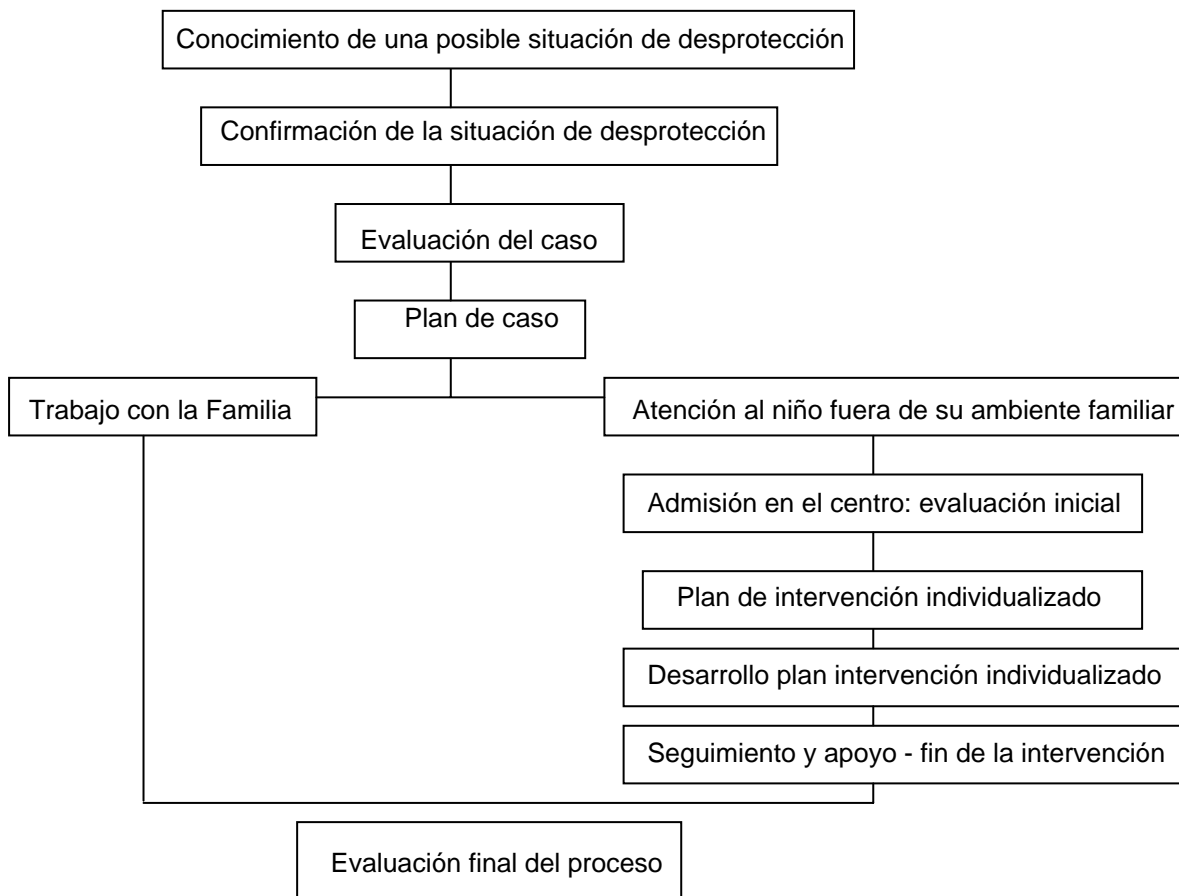 Conocimiento de una posible situación de desprotección
Confirmación de la situación de desprotección
Evaluación del caso
Plan de caso
Trabajo con la Familia
Atención al niño fuera de su ambiente familiar
Admisión en el centro: evaluación inicial
Plan de intervención individualizado
Desarrollo plan intervención individualizado
Seguimiento y apoyo - fin de la intervención
Evaluación final del proceso